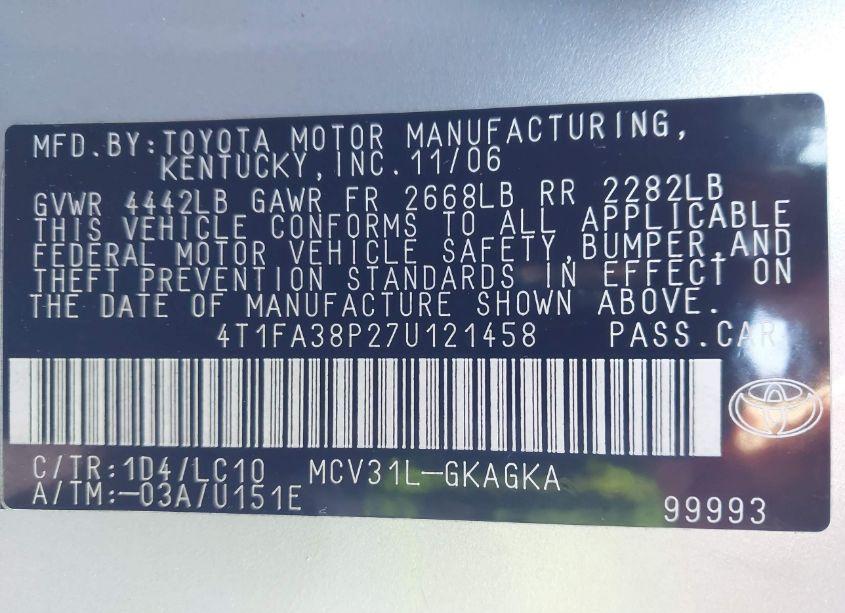 MFD.BY:TOYOTA MOTOR MANUFACTURING,
KENTUCKY,INC.11/06
GVWR 4442LB GAWR FR 2668LB RR 2282LB
THIS VEHICLE CONFORMS TO ALL APPLICABLE
FEDERAL MOTOR VEHICLE SAFETY,BUMPER,AND
THEFT PREVENTION STANDARDS IN EFFECT ON
THE DATE OF MANUFACTURE SHOWN ABOVE.
4T1FA38P27U121458 PASS.CAR
C/TR:1D4/LC10 MCV31L-GKAGKA
A/TM:-03A/U151E
99993